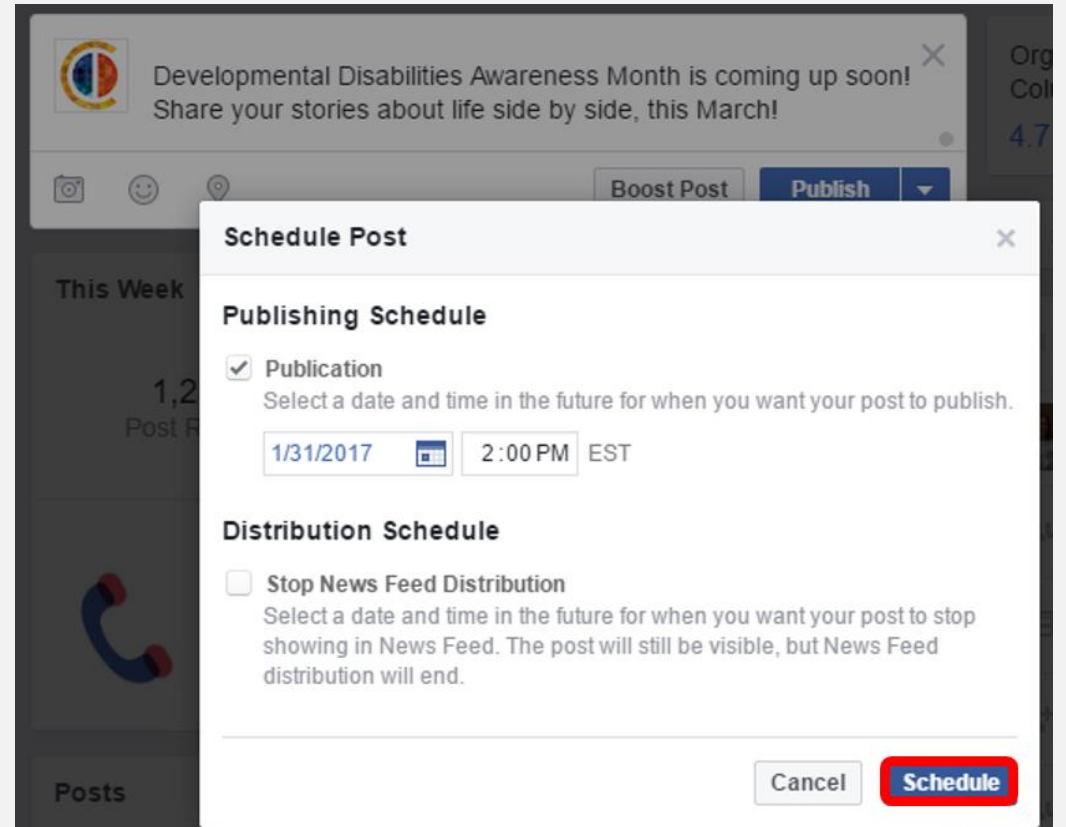 Developmental Disabilities Awareness Month is coming up soon!
Share your stories about life side by side, this March!
4.7
Boost Post
Publish
Schedule Post
This Week
Publishing Schedule
Publication
Select a date and time in the future for when you want your post to publish.
1/31/2017
2:00 PM EST
Distribution Schedule
Stop News Feed Distribution
Select a date and time in the future for when you want your post to stop
showing in News Feed. The post will still be visible, but News Feed
distribution will end.
Posts
Cancel
Schedule